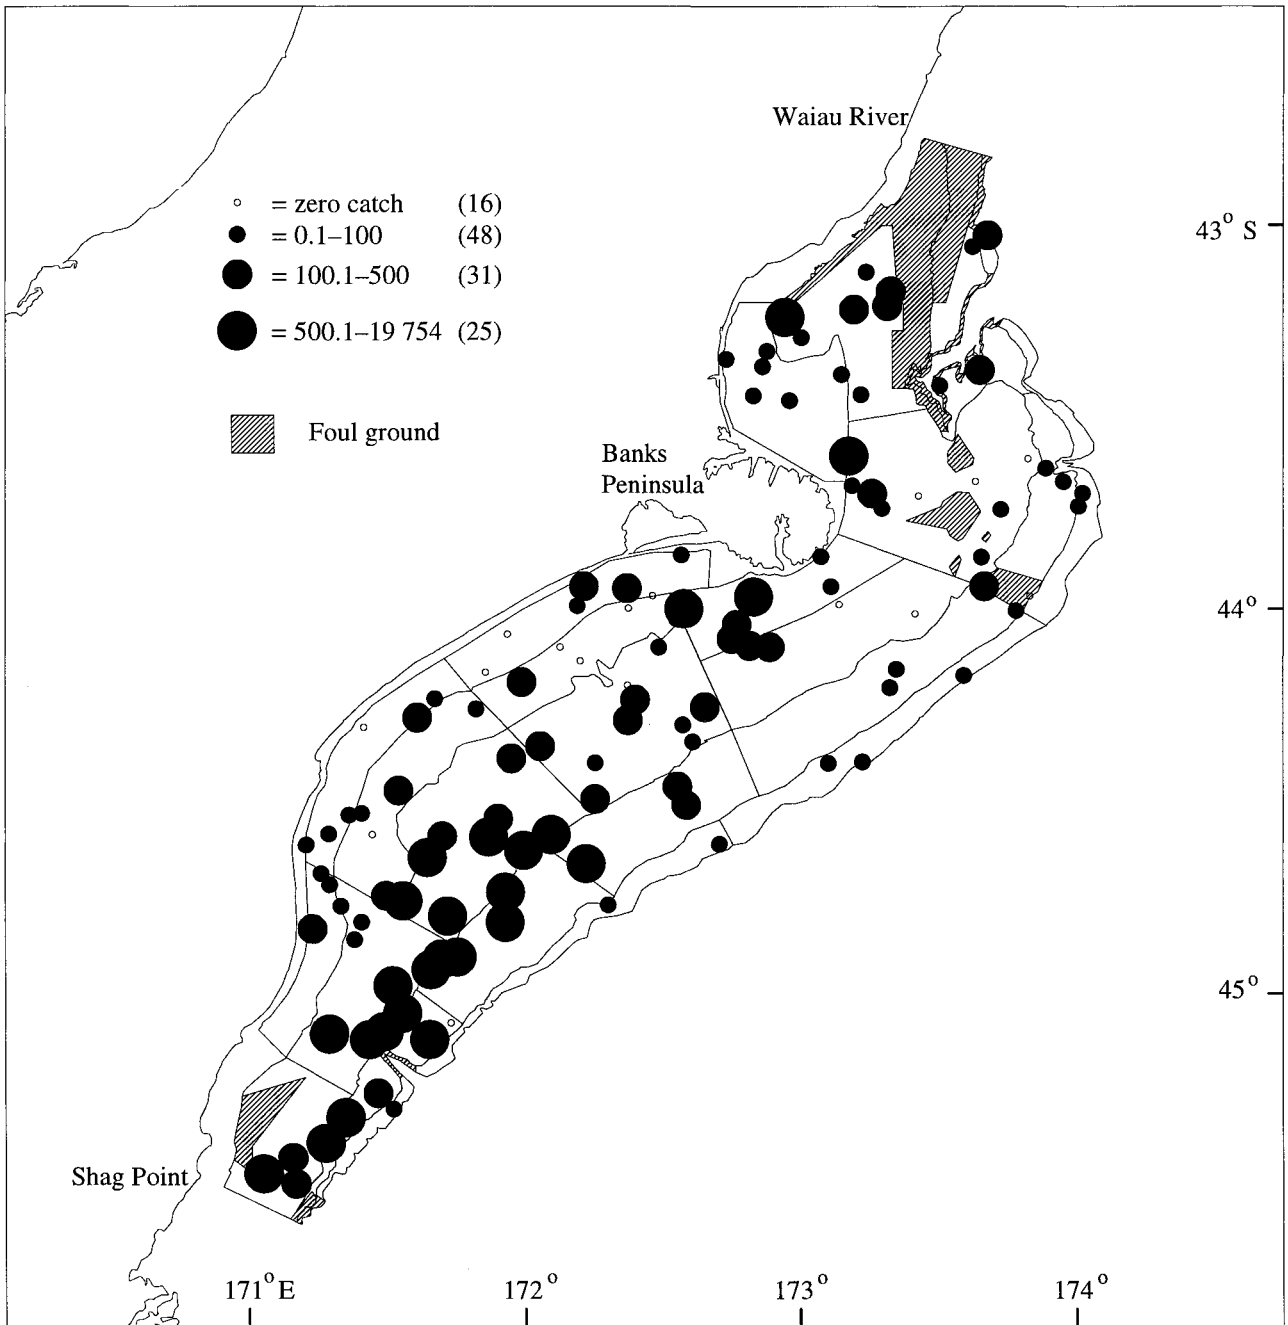 Waiau River
= zero catch (16)
= 0.1–100 (48)
= 100.1–500 (31)
= 500.1–19 754 (25)
Foul ground
43° S
Banks
Peninsula
44°
45°
Shag Point
171° E 172° 173° 174°